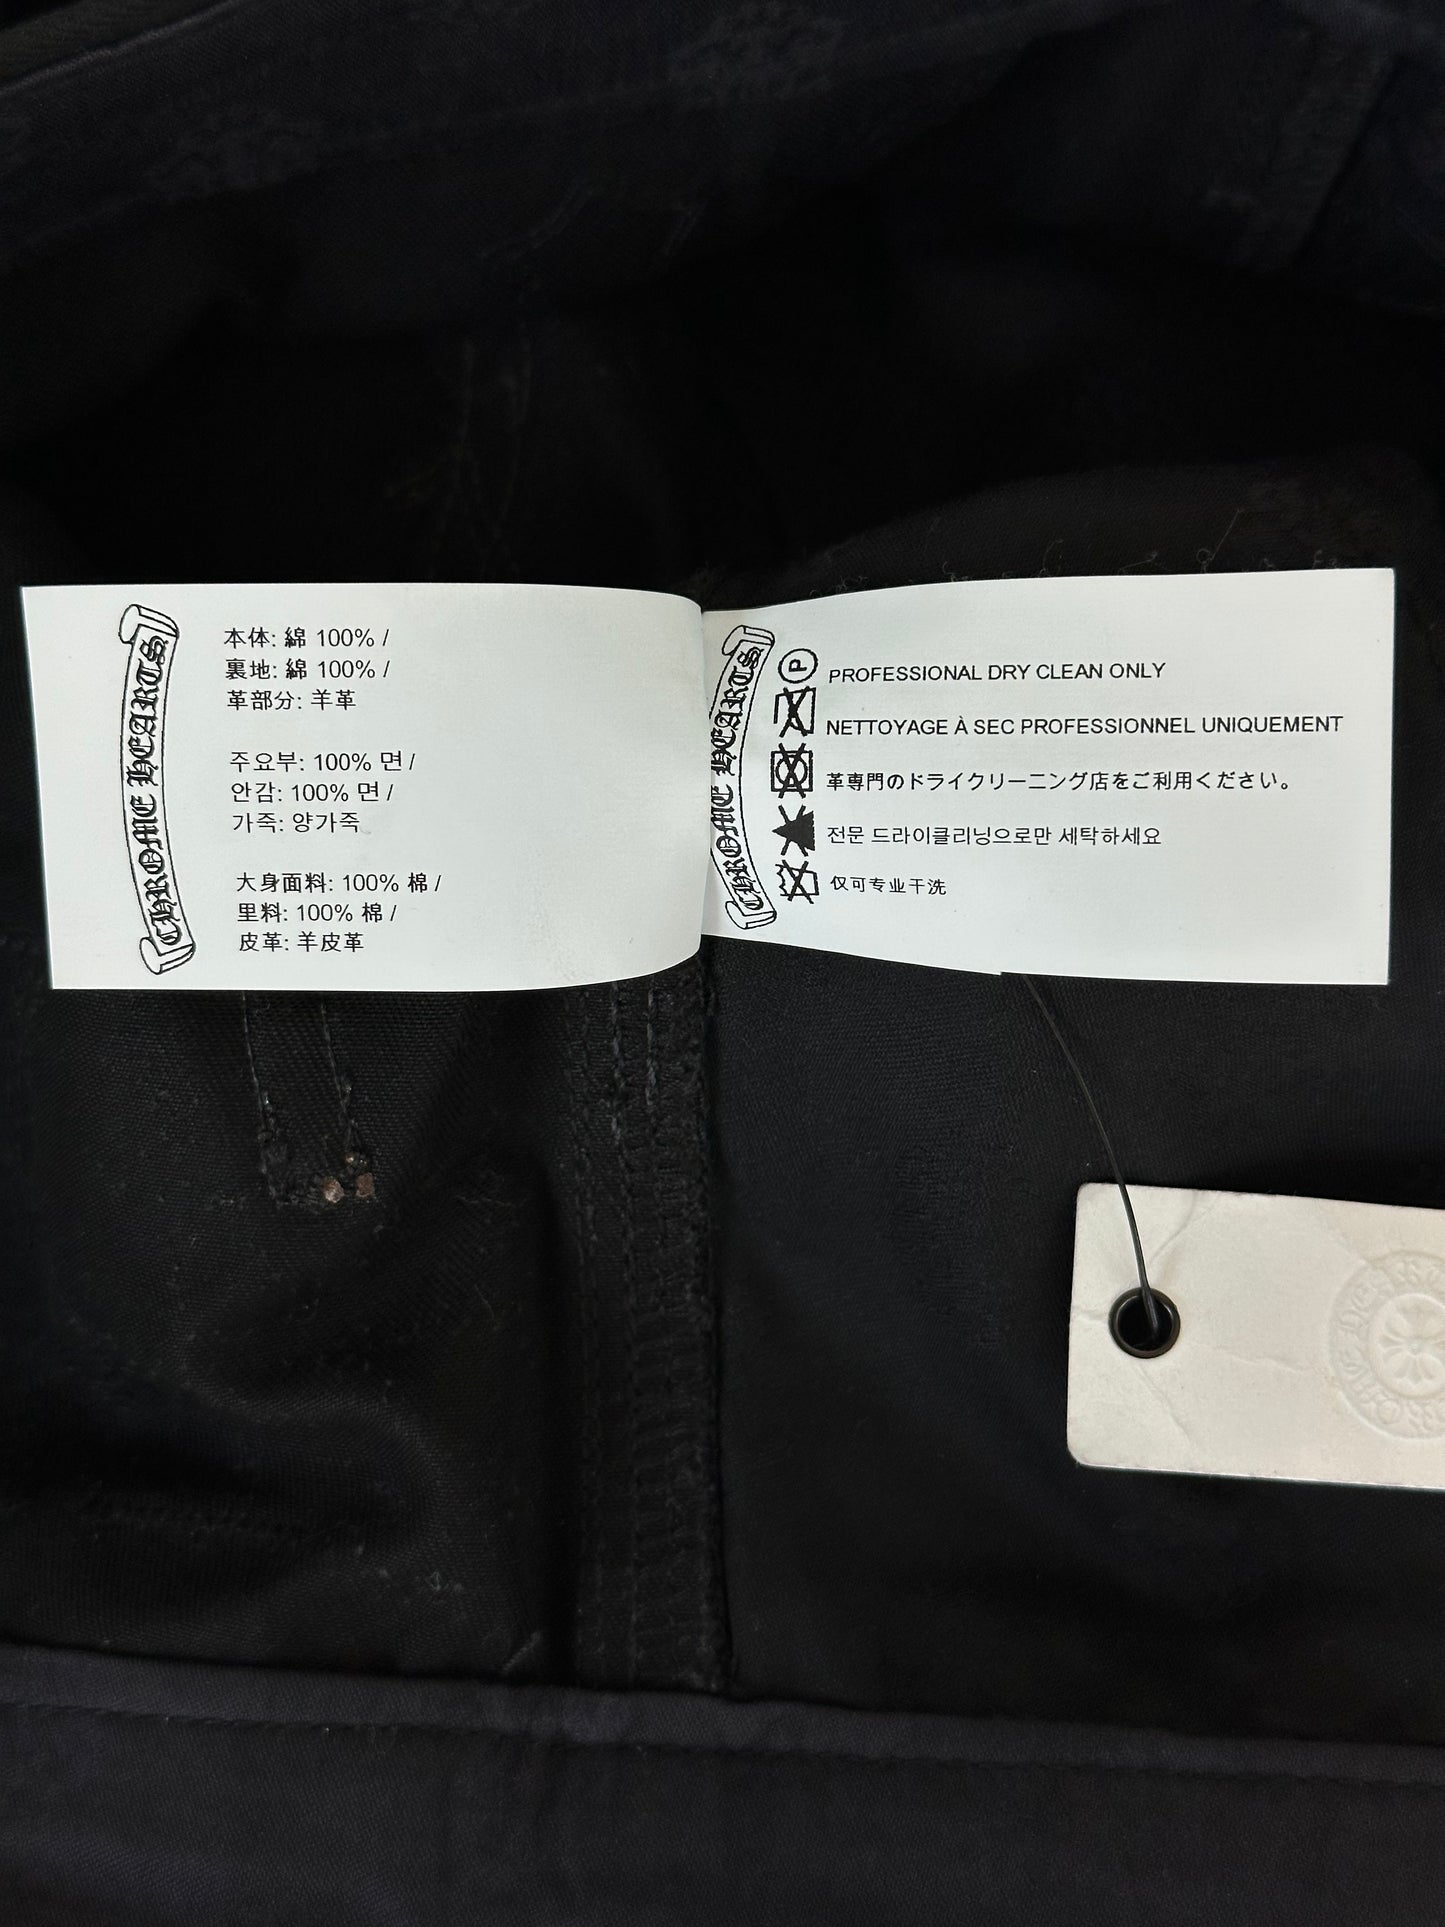 CHROME HEARTS
本体: 綿 100% /
裏地: 綿 100% /
革部分: 羊革
주요부: 100% 면 /
안감: 100% 면 /
가죽: 양가죽
大身面料: 100% 棉 /
里料: 100% 棉 /
皮革: 羊皮革
CHROME HEARTS
P
PROFESSIONAL DRY CLEAN ONLY
NETTOYAGE À SEC PROFESSIONNEL UNIQUEMENT
革専門のドライクリーニング店をご利用ください。
전문 드라이클리닝으로만 세탁하세요
仅可专业干洗